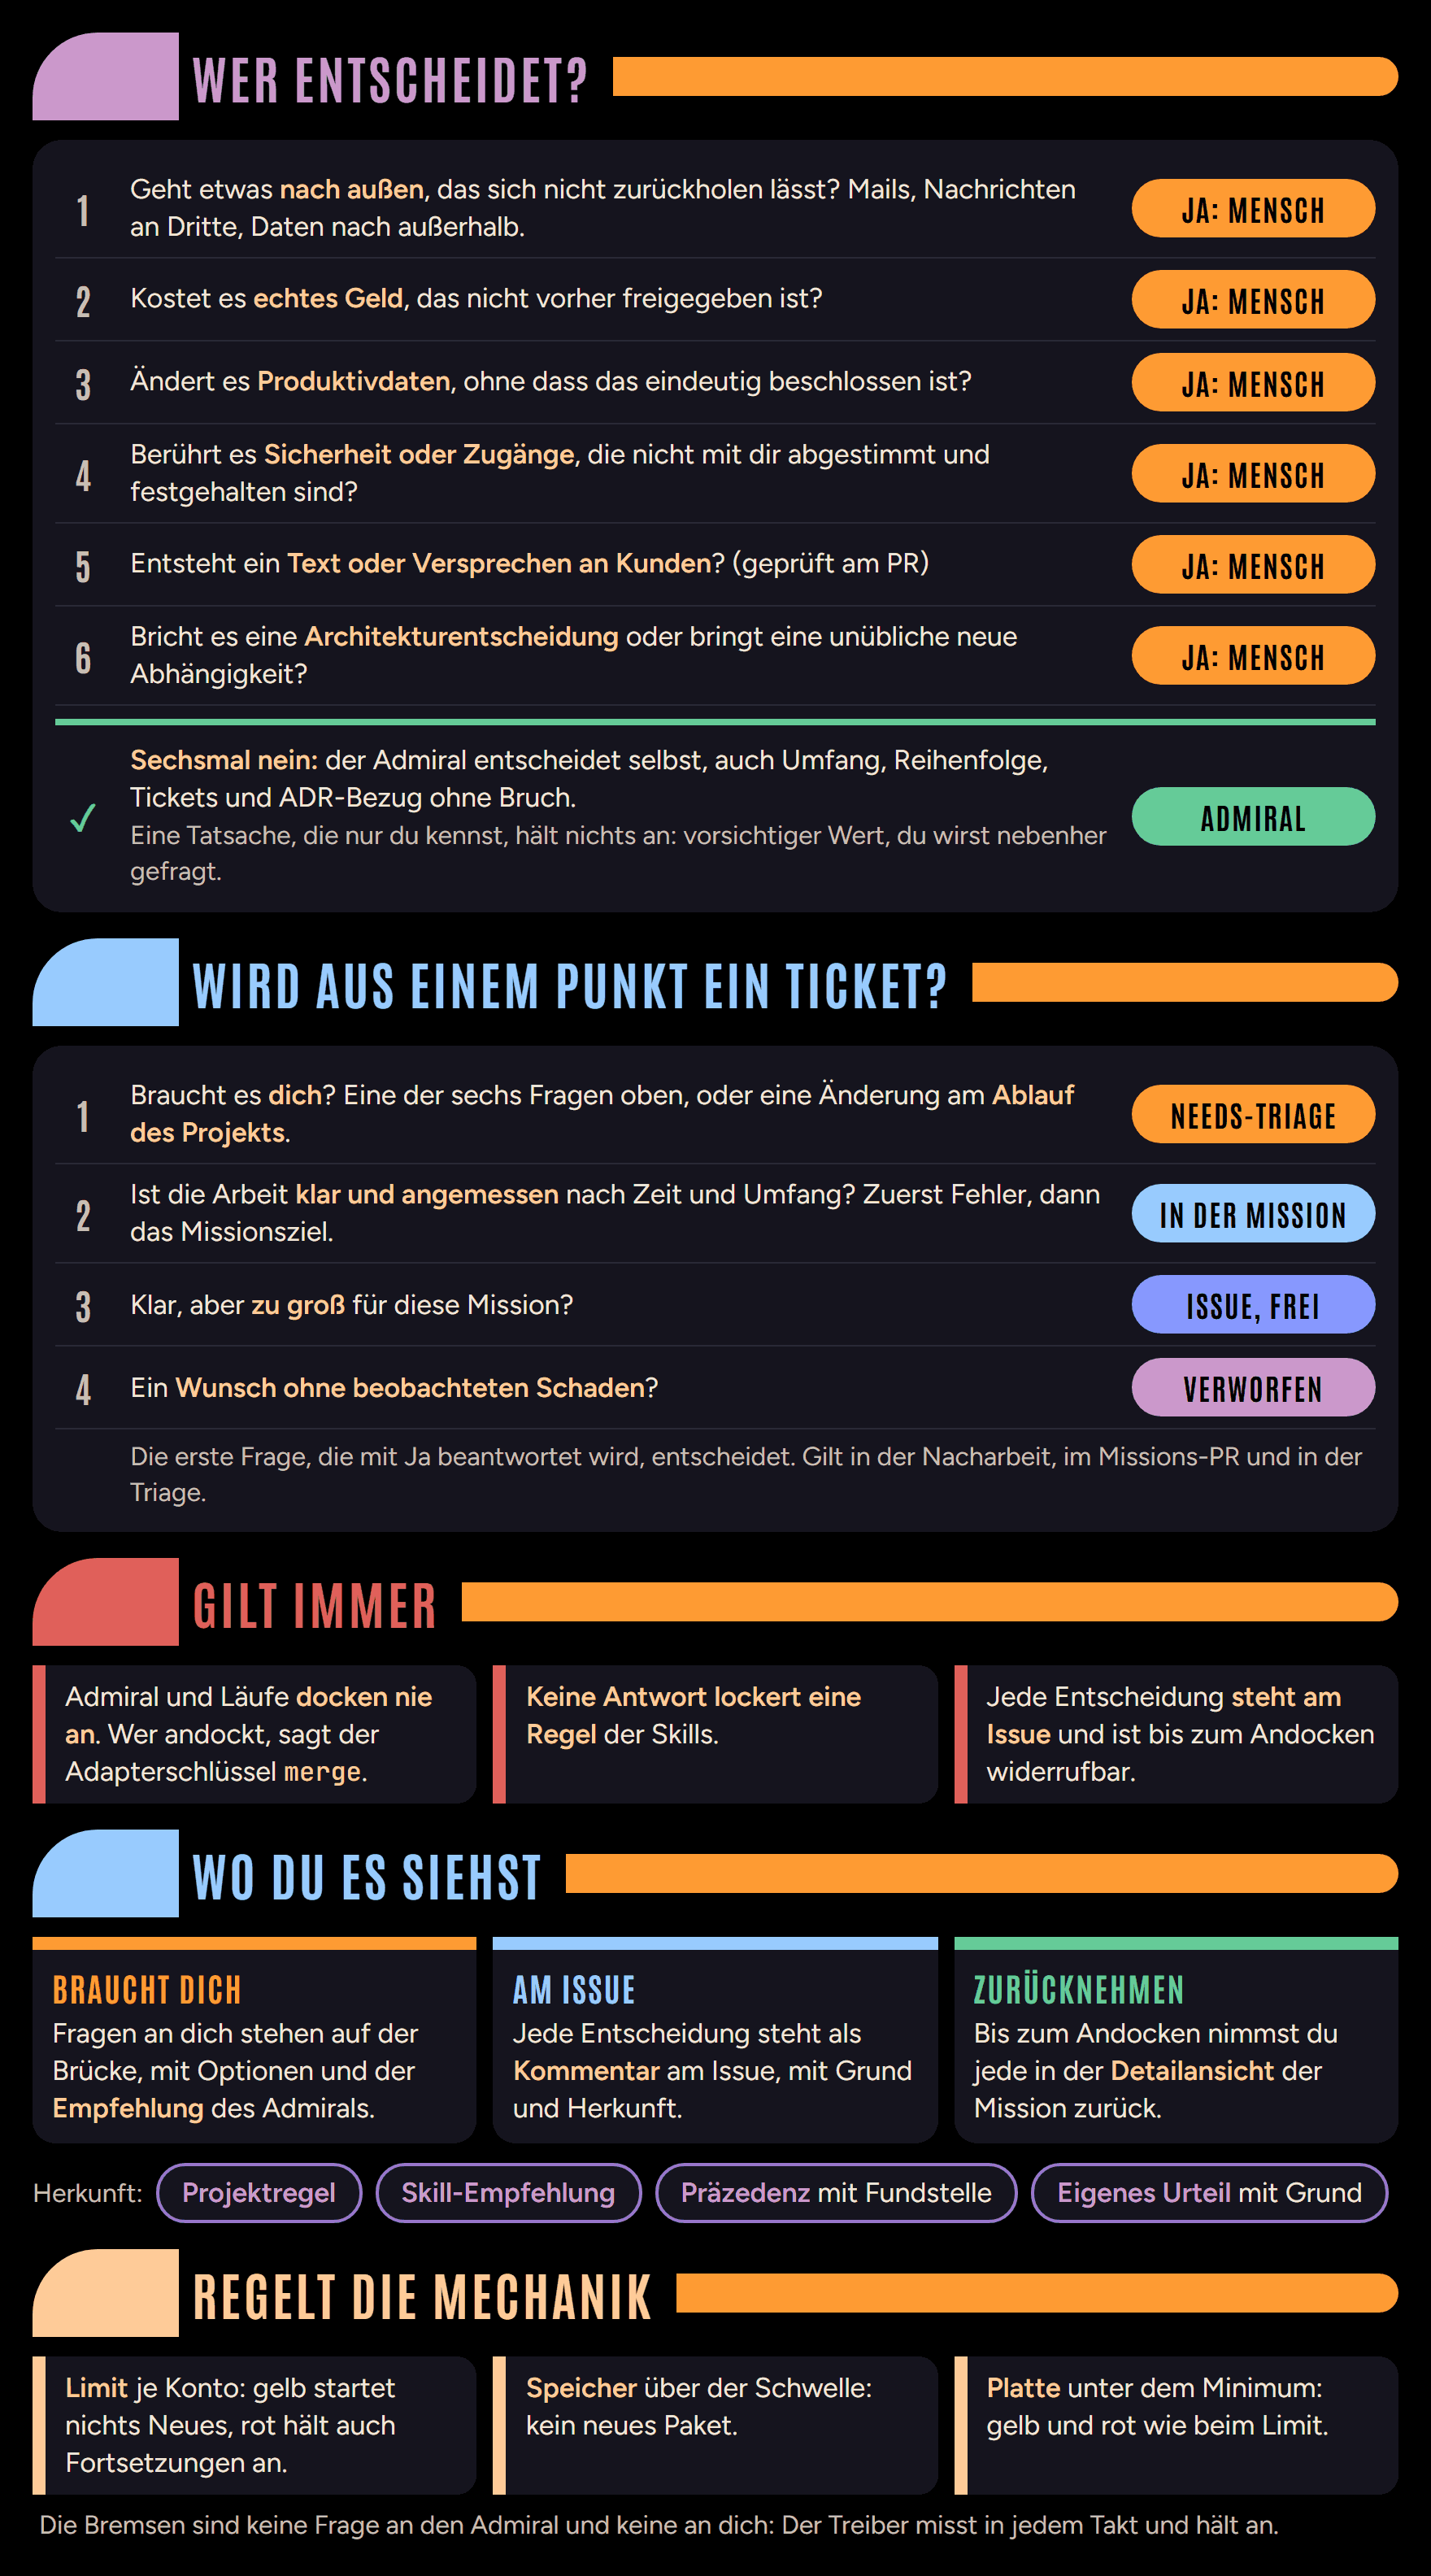 WER ENTSCHEIDET?
1
Geht etwas nach außen, das sich nicht zurückholen lässt? Mails, Nachrichten
an Dritte, Daten nach außerhalb.
JA: MENSCH
2
Kostet es echtes Geld, das nicht vorher freigegeben ist?
JA: MENSCH
3
Ändert es Produktivdaten, ohne dass das eindeutig beschlossen ist?
JA: MENSCH
4
Berührt es Sicherheit oder Zugänge, die nicht mit dir abgestimmt und
festgehalten sind?
JA: MENSCH
5
Entsteht ein Text oder Versprechen an Kunden? (geprüft am PR)
JA: MENSCH
6
Bricht es eine Architekturentscheidung oder bringt eine unübliche neue
Abhängigkeit?
JA: MENSCH
✓
Sechsmal nein: der Admiral entscheidet selbst, auch Umfang, Reihenfolge,
Tickets und ADR-Bezug ohne Bruch.
Eine Tatsache, die nur du kennst, hält nichts an: vorsichtiger Wert, du wirst nebenher
gefragt.
ADMIRAL
WIRD AUS EINEM PUNKT EIN TICKET?
1
Braucht es dich? Eine der sechs Fragen oben, oder eine Änderung am Ablauf
des Projekts.
NEEDS-TRIAGE
2
Ist die Arbeit klar und angemessen nach Zeit und Umfang? Zuerst Fehler, dann
das Missionsziel.
IN DER MISSION
3
Klar, aber zu groß für diese Mission?
ISSUE, FREI
4
Ein Wunsch ohne beobachteten Schaden?
VERWORFEN
Die erste Frage, die mit Ja beantwortet wird, entscheidet. Gilt in der Nacharbeit, im Missions-PR und in der
Triage.
GILT IMMER
Admiral und Läufe docken nie
an. Wer andockt, sagt der
Adapterschlüssel merge.
Keine Antwort lockert eine
Regel der Skills.
Jede Entscheidung steht am
Issue und ist bis zum Andocken
widerrufbar.
WO DU ES SIEHST
BRAUCHT DICH
Fragen an dich stehen auf der
Brücke, mit Optionen und der
Empfehlung des Admirals.
AM ISSUE
Jede Entscheidung steht als
Kommentar am Issue, mit Grund
und Herkunft.
ZURÜCKNEHMEN
Bis zum Andocken nimmst du
jede in der Detailansicht der
Mission zurück.
Herkunft: Projektregel Skill-Empfehlung Präzedenz mit Fundstelle Eigenes Urteil mit Grund
REGELT DIE MECHANIK
Limit je Konto: gelb startet
nichts Neues, rot hält auch
Fortsetzungen an.
Speicher über der Schwelle:
kein neues Paket.
Platte unter dem Minimum:
gelb und rot wie beim Limit.
Die Bremsen sind keine Frage an den Admiral und keine an dich: Der Treiber misst in jedem Takt und hält an.